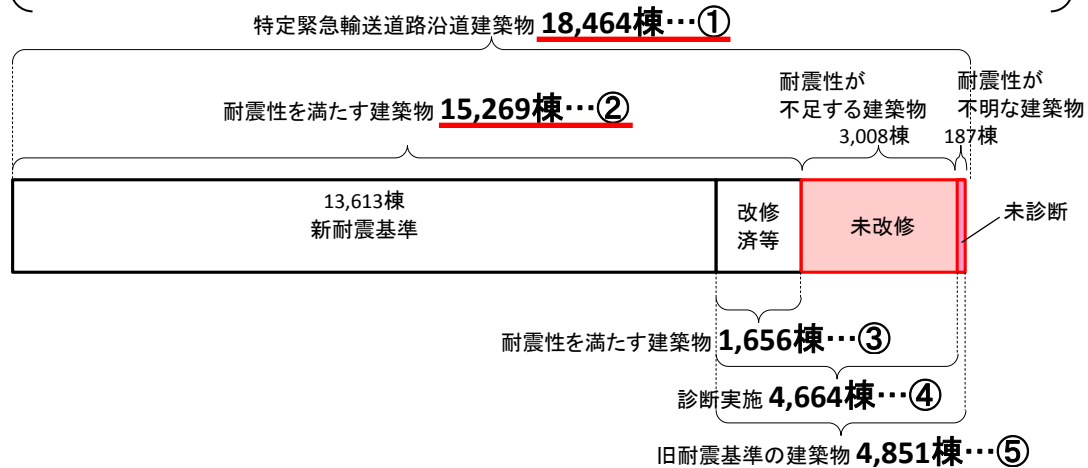 特定緊急輸送道路沿道建築物 18,464棟…①
耐震性を満たす建築物 15,269棟…②
耐震性が
不足する建築物
3,008棟
耐震性が
不明な建築物
187棟
13,613棟
新耐震基準
改修
済等
未改修
未診断
耐震性を満たす建築物 1,656棟…③
診断実施 4,664棟…④
旧耐震基準の建築物 4,851棟…⑤